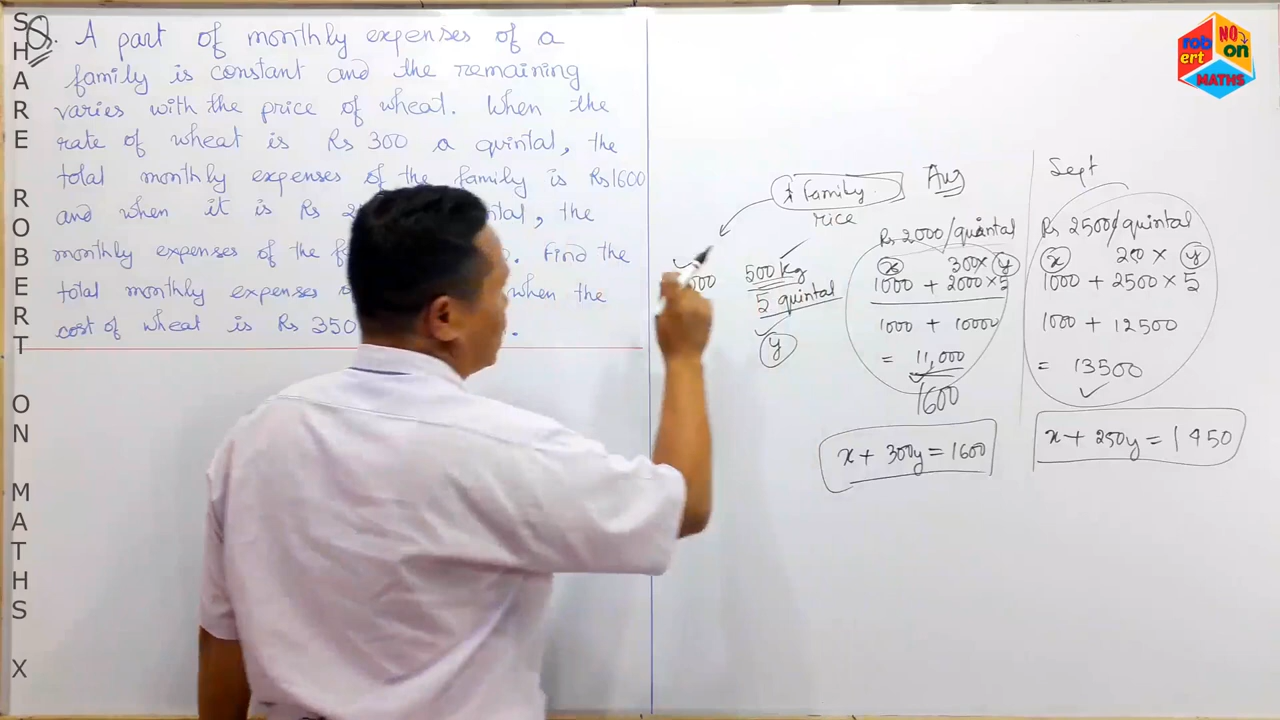 SHARE ROBERT ON MATHS X
Q. A part of monthly expenses of a
family is constant and the remaining
varies with the price of wheat. When the
rate of wheat is Rs 300 a quintal, the
total monthly expenses of the family is Rs1600
and when it is Rs the
monthly expenses of the Find the
total monthly expenses when the
cost of wheat is Rs 350
1 Family
rice
500 kg
5 quintal
y
Aug
Rs 2000/quintal
x 300× y
1000 + 2000×5
1000 + 10000
= 11,000
1600
x + 300y = 1600
Sept
Rs 2500/quintal
x y
1000 + 2500×5
1000 + 12500
= 13500
x + 250y = 1450
rob ert NO on MATHS